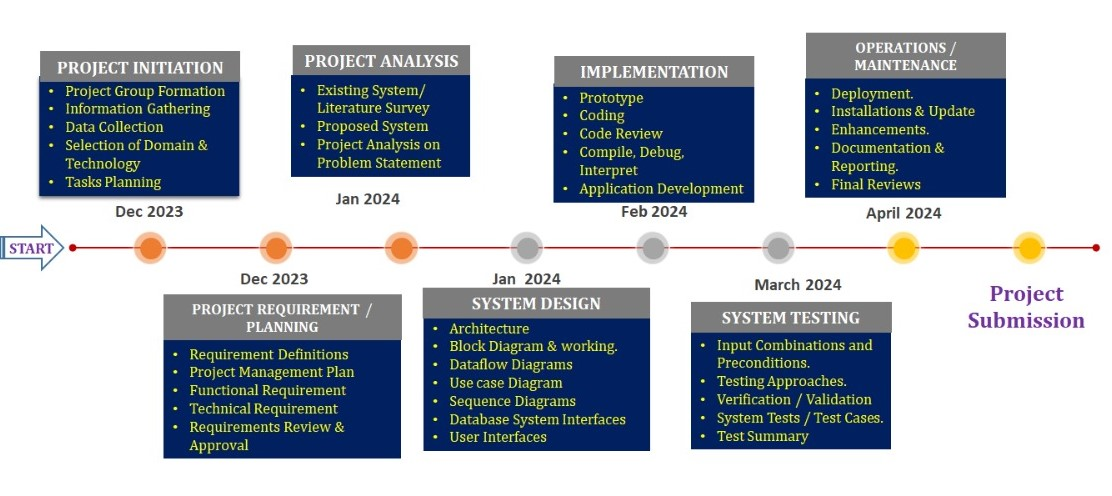 PROJECT INITIATION
• Project Group Formation
• Information Gathering
• Data Collection
• Selection of Domain &
Technology
• Tasks Planning
Dec 2023
PROJECT ANALYSIS
• Existing System/
Literature Survey
• Proposed System
• Project Analysis on
Problem Statement
Jan 2024
IMPLEMENTATION
• Prototype
• Coding
• Code Review
• Compile, Debug,
Interpret
• Application Development
Feb 2024
OPERATIONS /
MAINTENANCE
• Deployment.
• Installations & Update
• Enhancements.
• Documentation &
Reporting.
• Final Reviews
April 2024
START
Dec 2023
PROJECT REQUIREMENT /
PLANNING
• Requirement Definitions
• Project Management Plan
• Functional Requirement
• Technical Requirement
• Requirements Review &
Approval
Jan 2024
SYSTEM DESIGN
• Architecture
• Block Diagram & working.
• Dataflow Diagrams
• Use case Diagram
• Sequence Diagrams
• Database System Interfaces
• User Interfaces
March 2024
SYSTEM TESTING
• Input Combinations and
Preconditions.
• Testing Approaches.
• Verification / Validation
• System Tests / Test Cases.
• Test Summary
Project
Submission